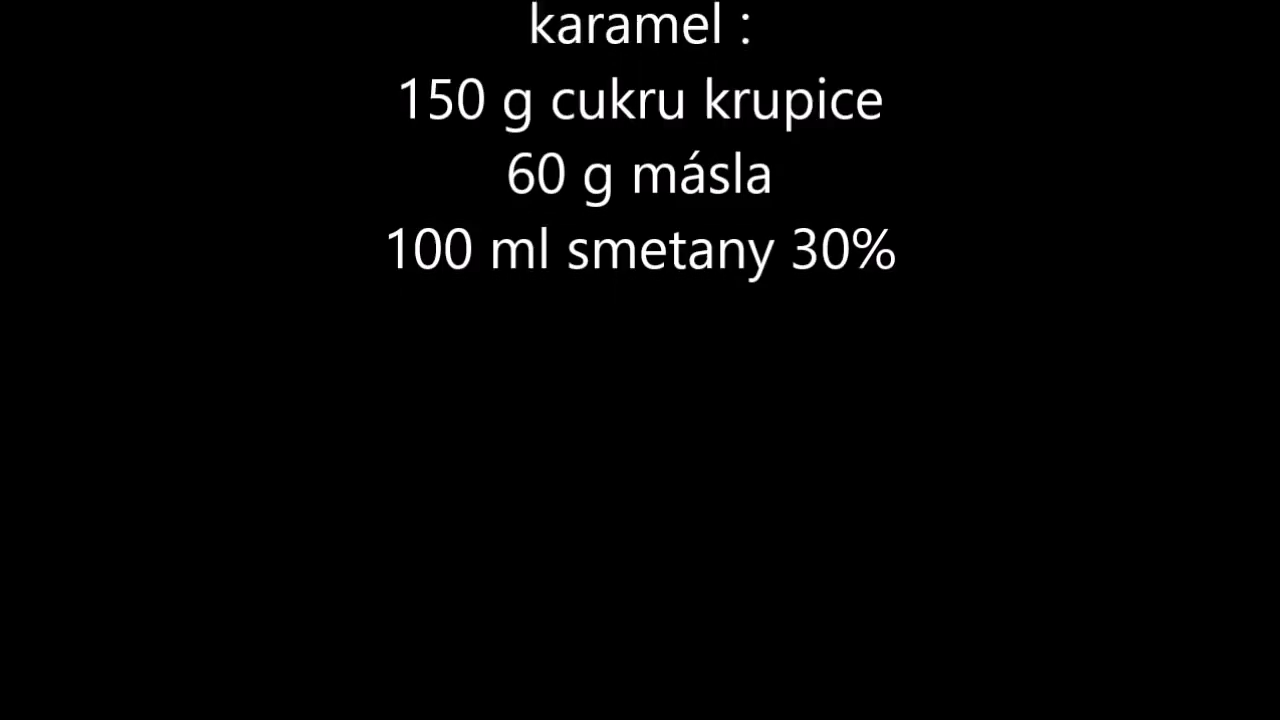 karamel :
150 g cukru krupice
60 g másla
100 ml smetany 30%